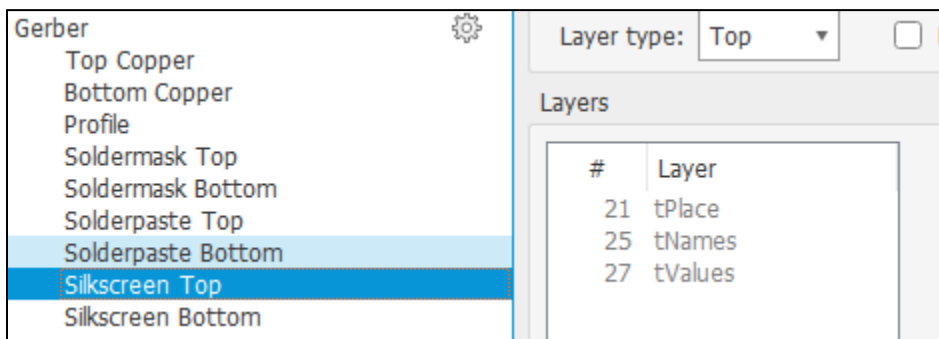 Gerber
Top Copper
Bottom Copper
Profile
Soldermask Top
Soldermask Bottom
Solderpaste Top
Solderpaste Bottom
Silkscreen Top
Silkscreen Bottom
Layer type: Top
Layers
# Layer
21 tPlace
25 tNames
27 tValues